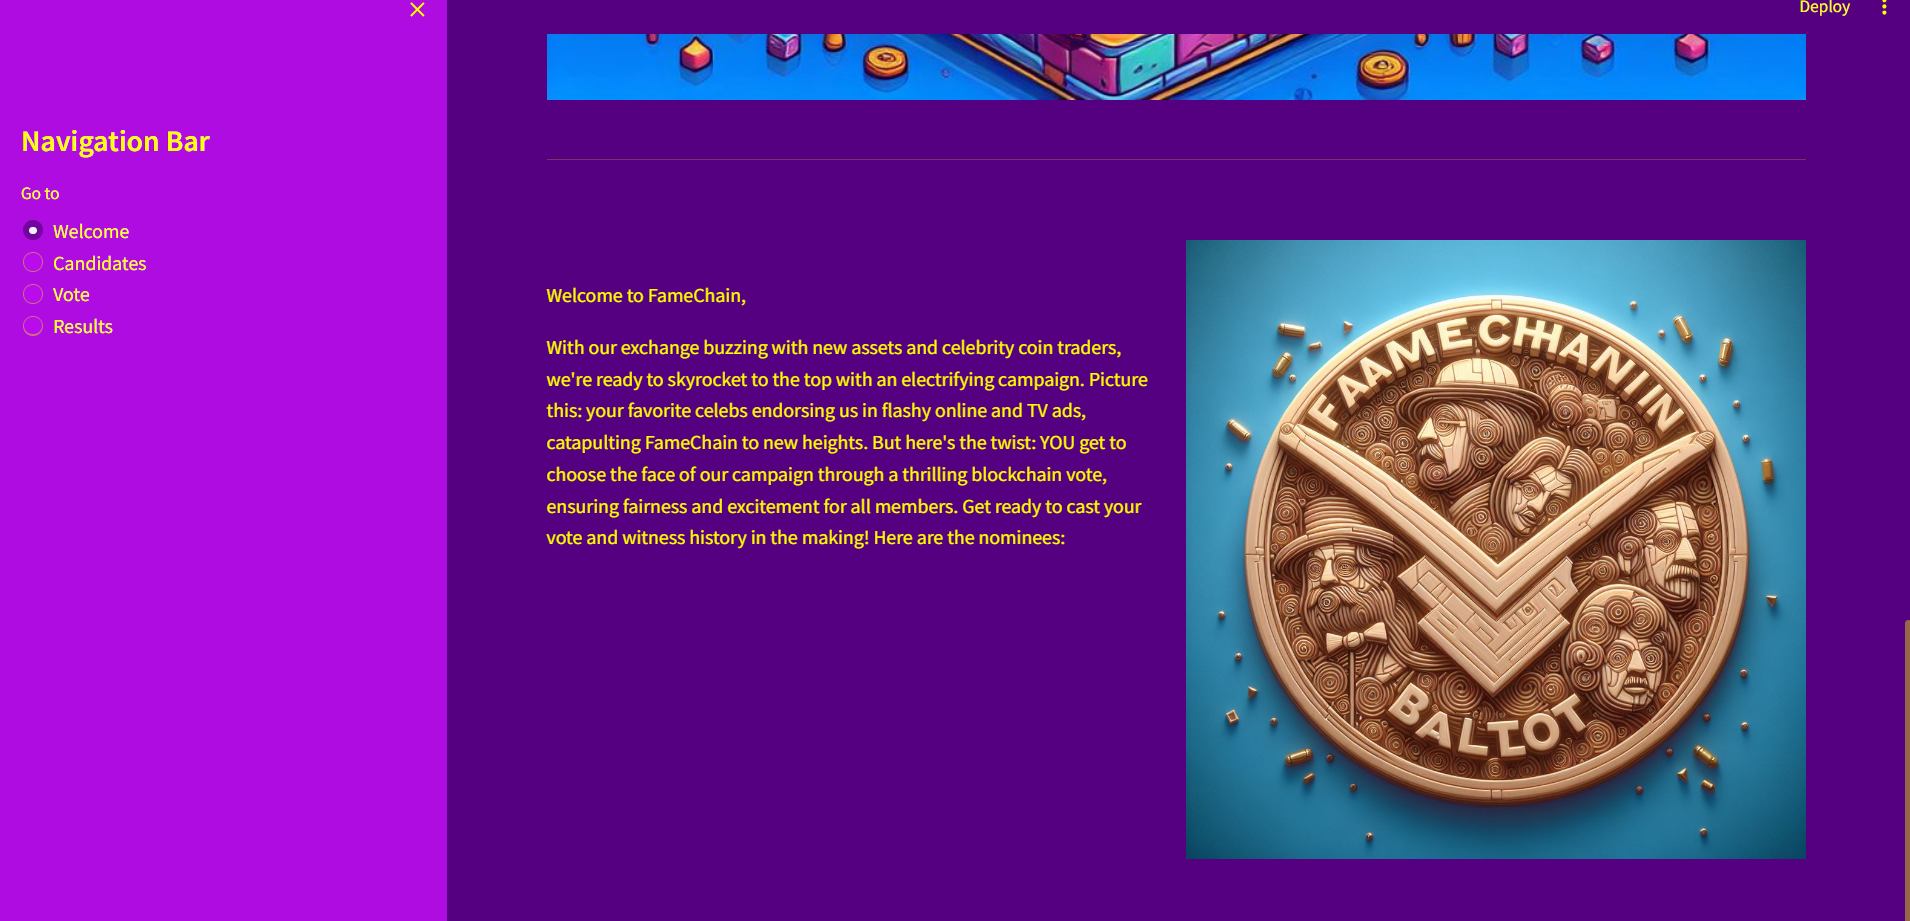 Deploy
Navigation Bar
Go to
Welcome
Candidates
Vote
Results
Welcome to FameChain,
With our exchange buzzing with new assets and celebrity coin traders,
we're ready to skyrocket to the top with an electrifying campaign. Picture
this: your favorite celebs endorsing us in flashy online and TV ads,
catapulting FameChain to new heights. But here's the twist: YOU get to
choose the face of our campaign through a thrilling blockchain vote,
ensuring fairness and excitement for all members. Get ready to cast your
vote and witness history in the making! Here are the nominees:
FAAMECHHANIN
BALIOT